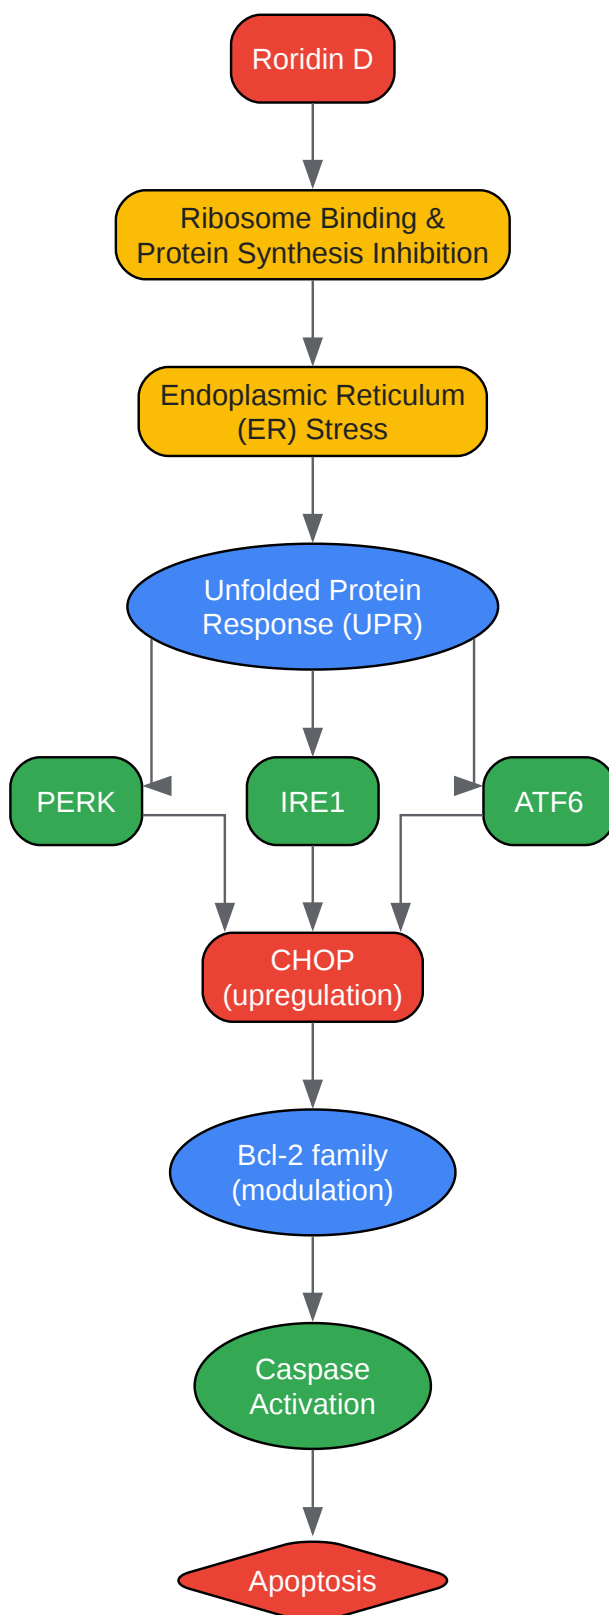 Roridin D
Ribosome Binding &
Protein Synthesis Inhibition
Endoplasmic Reticulum
(ER) Stress
Unfolded Protein
Response (UPR)
PERK
IRE1
ATF6
CHOP
(upregulation)
Bcl-2 family
(modulation)
Caspase
Activation
Apoptosis